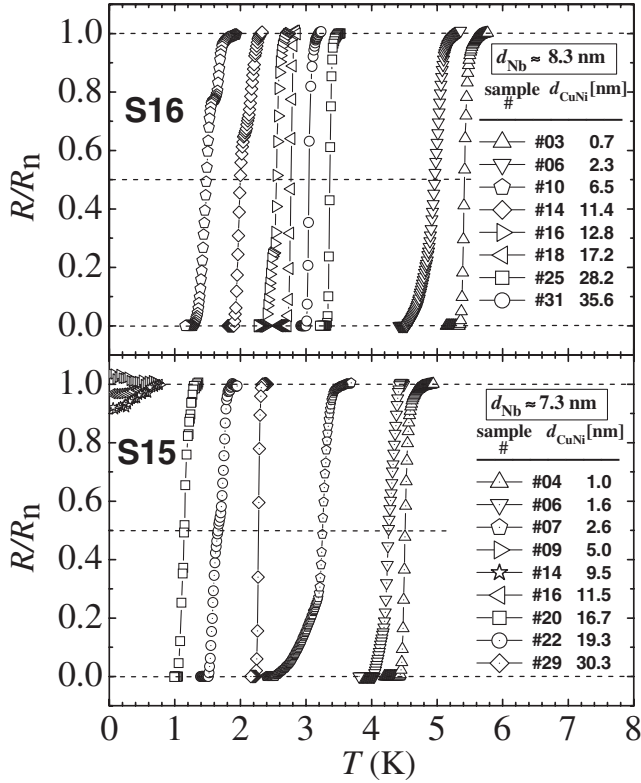 1.0
0.8
0.6
0.4
0.2
0.0
R/Rn
S16
dNb ≈ 8.3 nm
sample # dCuNi [nm]
#03 0.7
#06 2.3
#10 6.5
#14 11.4
#16 12.8
#18 17.2
#25 28.2
#31 35.6
1.0
0.8
0.6
0.4
0.2
0.0
R/Rn
S15
dNb ≈ 7.3 nm
sample # dCuNi [nm]
#04 1.0
#06 1.6
#07 2.6
#09 5.0
#14 9.5
#16 11.5
#20 16.7
#22 19.3
#29 30.3
0 1 2 3 4 5 6 7 8
T (K)